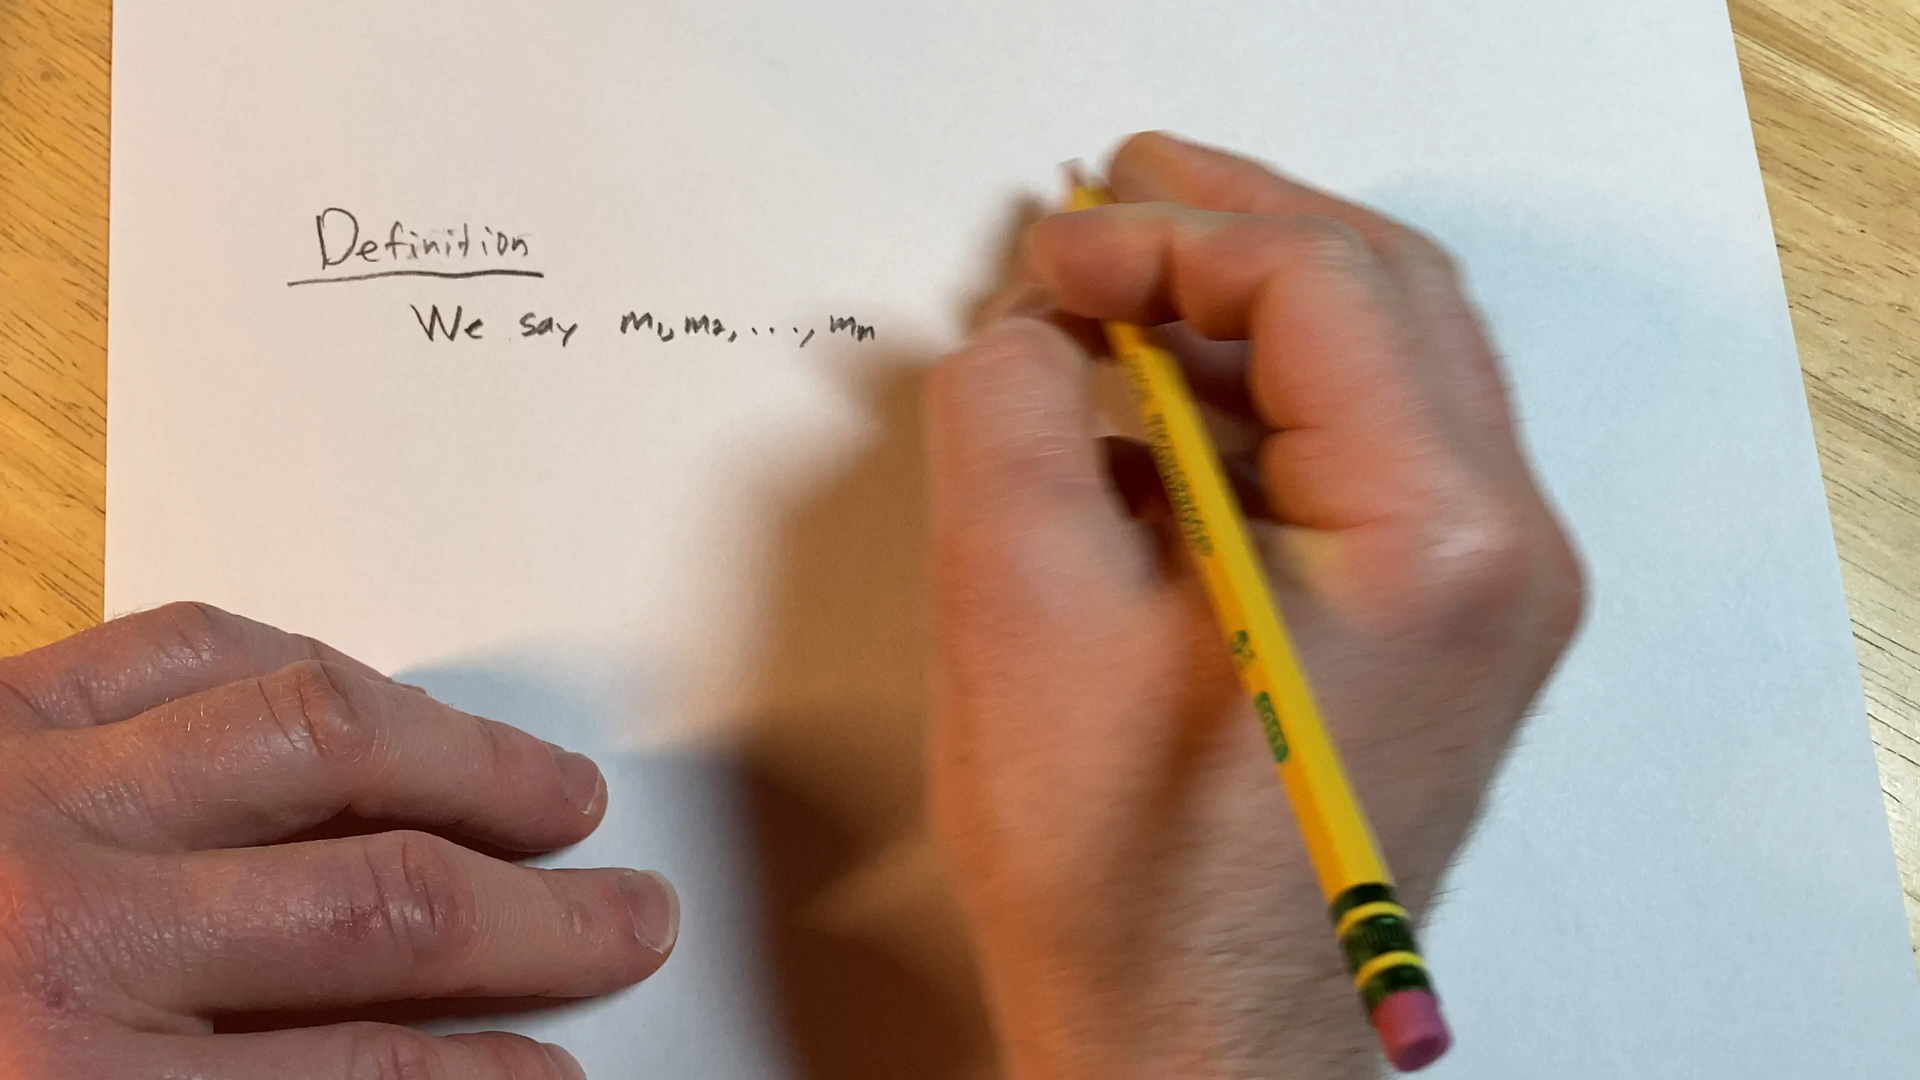 Definition
We say m₁, m₂, ..., mₙ